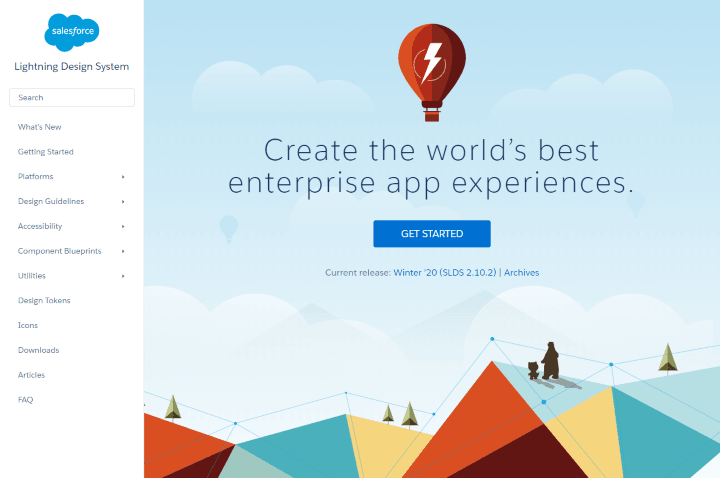 salesforce
Lightning Design System
Search
What's New
Getting Started
Platforms
Design Guidelines
Accessibility
Component Blueprints
Utilities
Design Tokens
Icons
Downloads
Articles
FAQ
Create the world's best
enterprise app experiences.
GET STARTED
Current release: Winter '20 (SLDS 2.10.2) | Archives